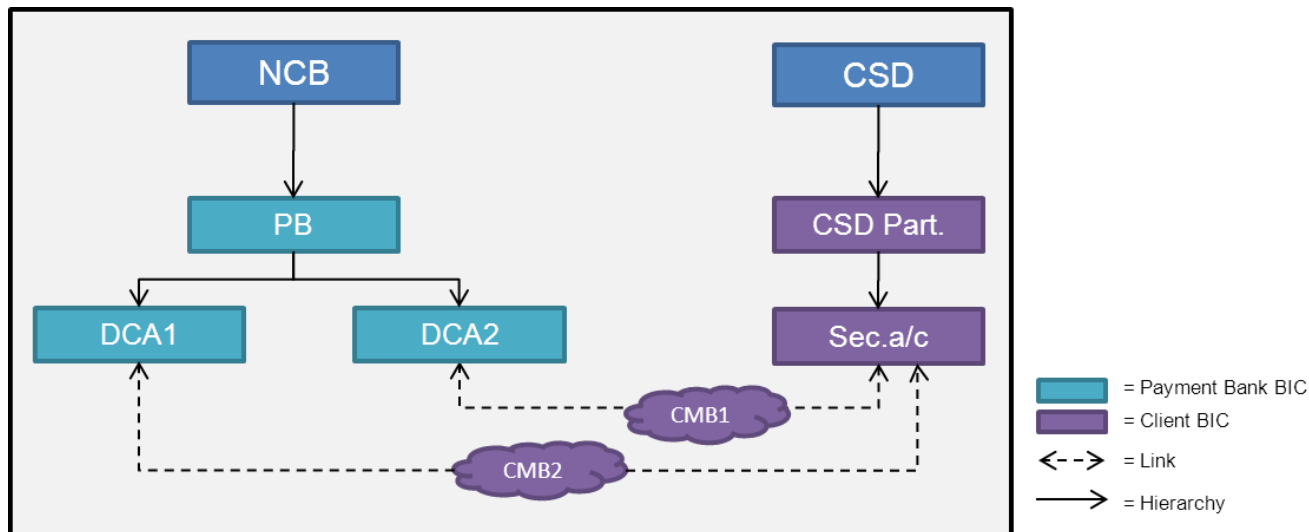 NCB
CSD
PB
CSD Part.
DCA1
DCA2
Sec.a/c
CMB1
CMB2
= Payment Bank BIC
= Client BIC
= Link
= Hierarchy